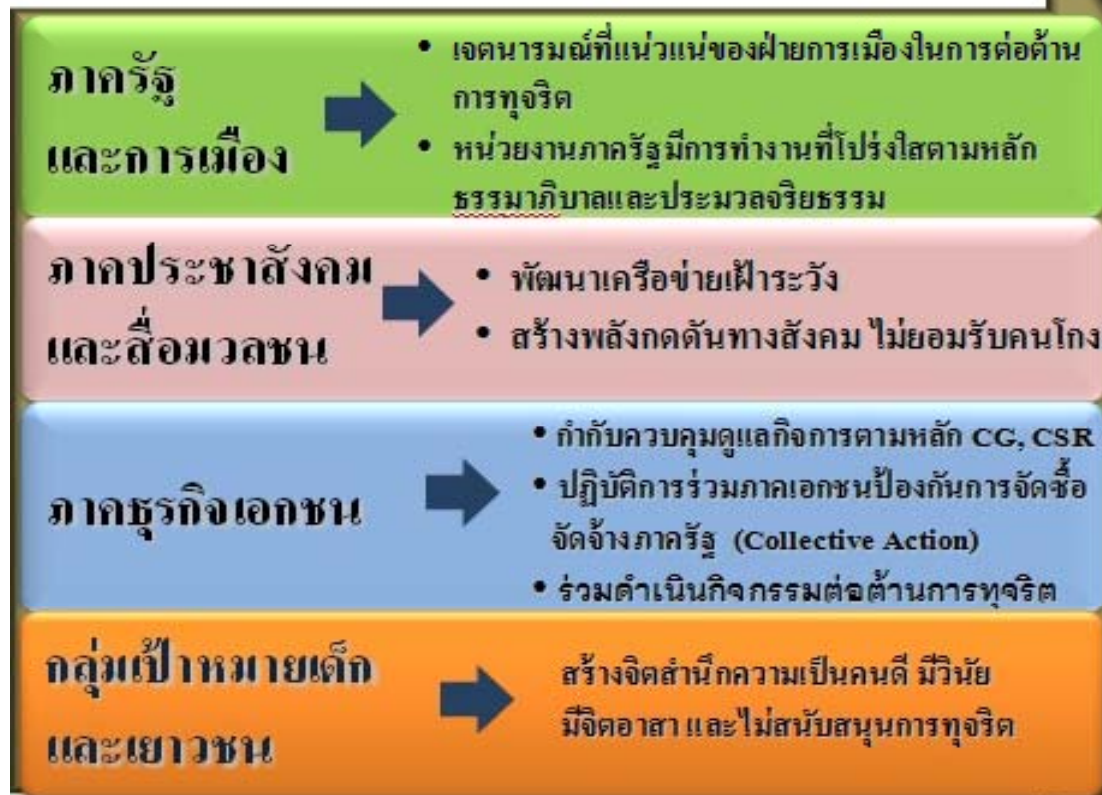 ภาครัฐ
และการเมือง
• เจตนารมณ์ที่แน่วแน่ของฝ่ายการเมืองในการต่อต้าน
การทุจริต
• หน่วยงานภาครัฐมีการทำงานที่โปร่งใสตามหลัก
ธรรมาภิบาลและประมวลจริยธรรม
ภาคประชาสังคม
และสื่อมวลชน
• พัฒนาเครือข่ายเฝ้าระวัง
• สร้างพลังกดดันทางสังคม ไม่ยอมรับคนโกง
ภาคธุรกิจเอกชน
• กำกับควบคุมดูแลกิจการตามหลัก CG, CSR
• ปฏิบัติการร่วมภาคเอกชนป้องกันการจัดซื้อ
จัดจ้างภาครัฐ (Collective Action)
• ร่วมดำเนินกิจกรรมต่อต้านการทุจริต
กลุ่มเป้าหมายเด็ก
และเยาวชน
สร้างจิตสำนึกความเป็นคนดี มีวินัย
มีจิตอาสา และไม่สนับสนุนการทุจริต